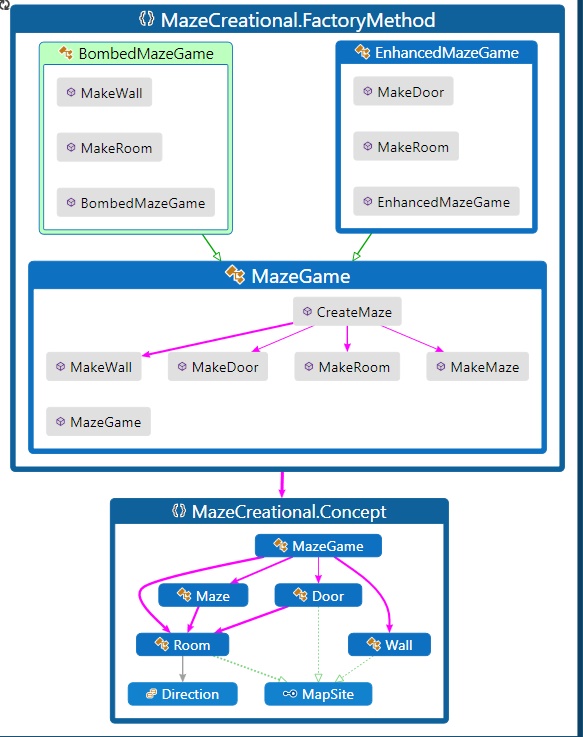 MazeCreational.FactoryMethod
BombedMazeGame
MakeWall
MakeRoom
BombedMazeGame
EnhancedMazeGame
MakeDoor
MakeRoom
EnhancedMazeGame
MazeGame
CreateMaze
MakeWall
MakeDoor
MakeRoom
MakeMaze
MazeGame
MazeCreational.Concept
MazeGame
Maze
Door
Room
Wall
Direction
MapSite